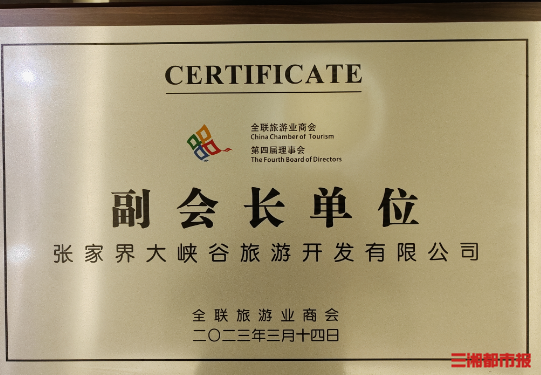 CERTIFICATE
全联旅游业商会
China Chamber of Tourism
第四届理事会
The Fourth Board of Directors
副会长单位
张家界大峡谷旅游开发有限公司
全联旅游业商会
二〇二三年三月十四日
三湘都市报